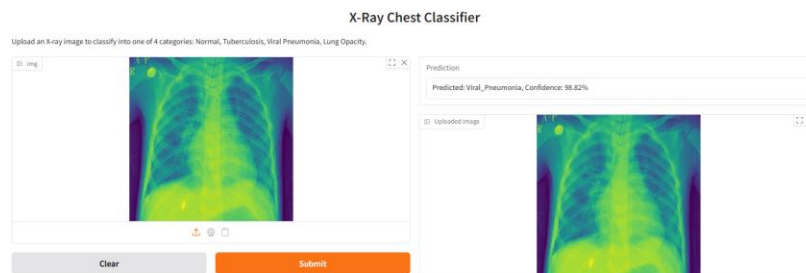 X-Ray Chest Classifier
Upload an X-ray image to classify into one of 4 categories: Normal, Tuberculosis, Viral Pneumonia, Lung Opacity.
img
Prediction
Predicted: Viral_Pneumonia, Confidence: 98.82%
Uploaded Image
Clear
Submit